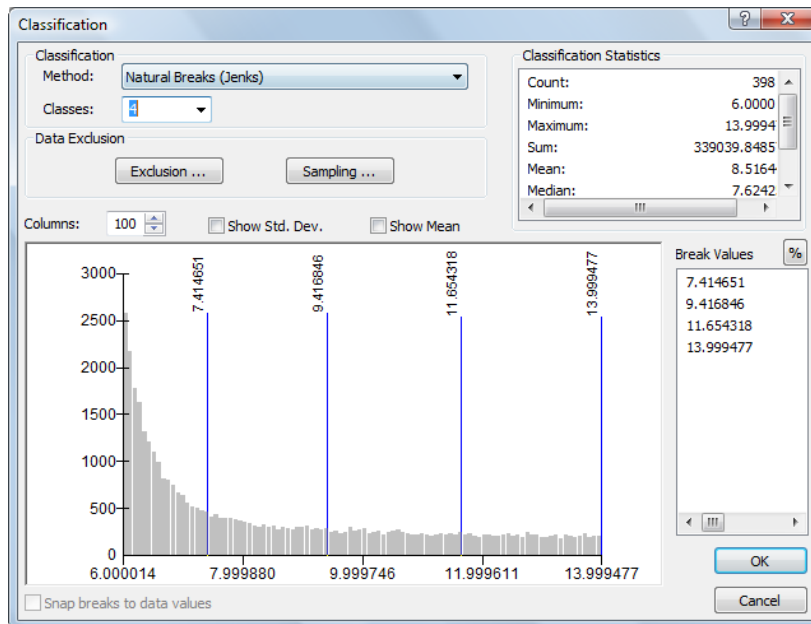 Classification
Classification
Method: Natural Breaks (Jenks)
Classes: 4
Data Exclusion
Exclusion ... Sampling ...
Classification Statistics
Count: 398
Minimum: 6.0000
Maximum: 13.9994
Sum: 339039.8485
Mean: 8.5164
Median: 7.6242
Columns: 100 Show Std. Dev. Show Mean
Break Values %
7.414651
9.416846
11.654318
13.999477
3000
2500
2000
1500
1000
500
0
7.414651 9.416846 11.654318 13.999477
6.000014 7.999880 9.999746 11.999611 13.999477
Snap breaks to data values
OK
Cancel